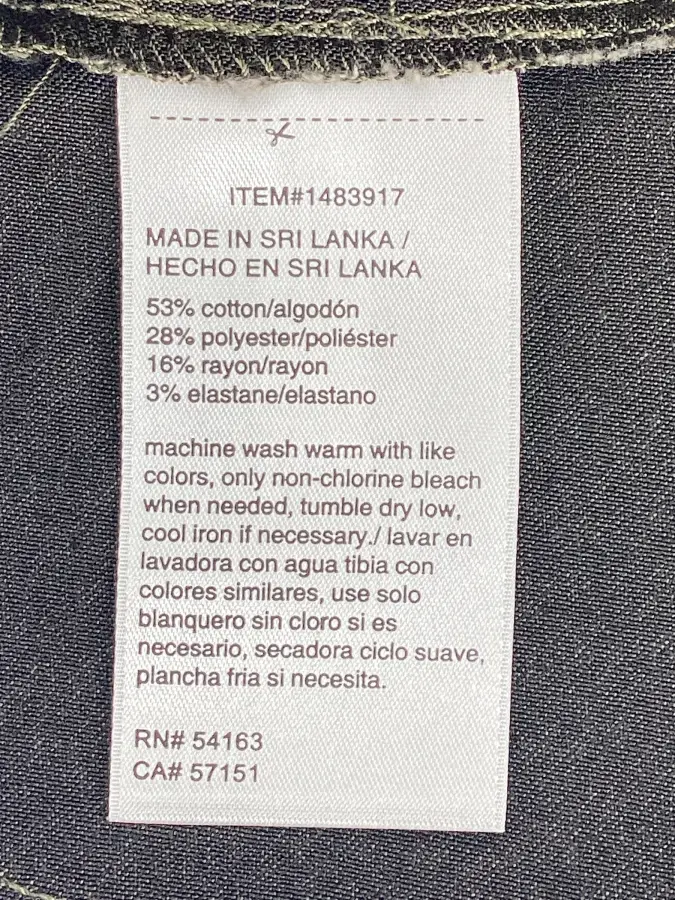 ITEM#1483917
MADE IN SRI LANKA /
HECHO EN SRI LANKA
53% cotton/algodón
28% polyester/poliéster
16% rayon/rayon
3% elastane/elastano
machine wash warm with like
colors, only non-chlorine bleach
when needed, tumble dry low,
cool iron if necessary./ lavar en
lavadora con agua tibia con
colores similares, use solo
blanquero sin cloro si es
necesario, secadora ciclo suave,
plancha fria si necesita.
RN# 54163
CA# 57151